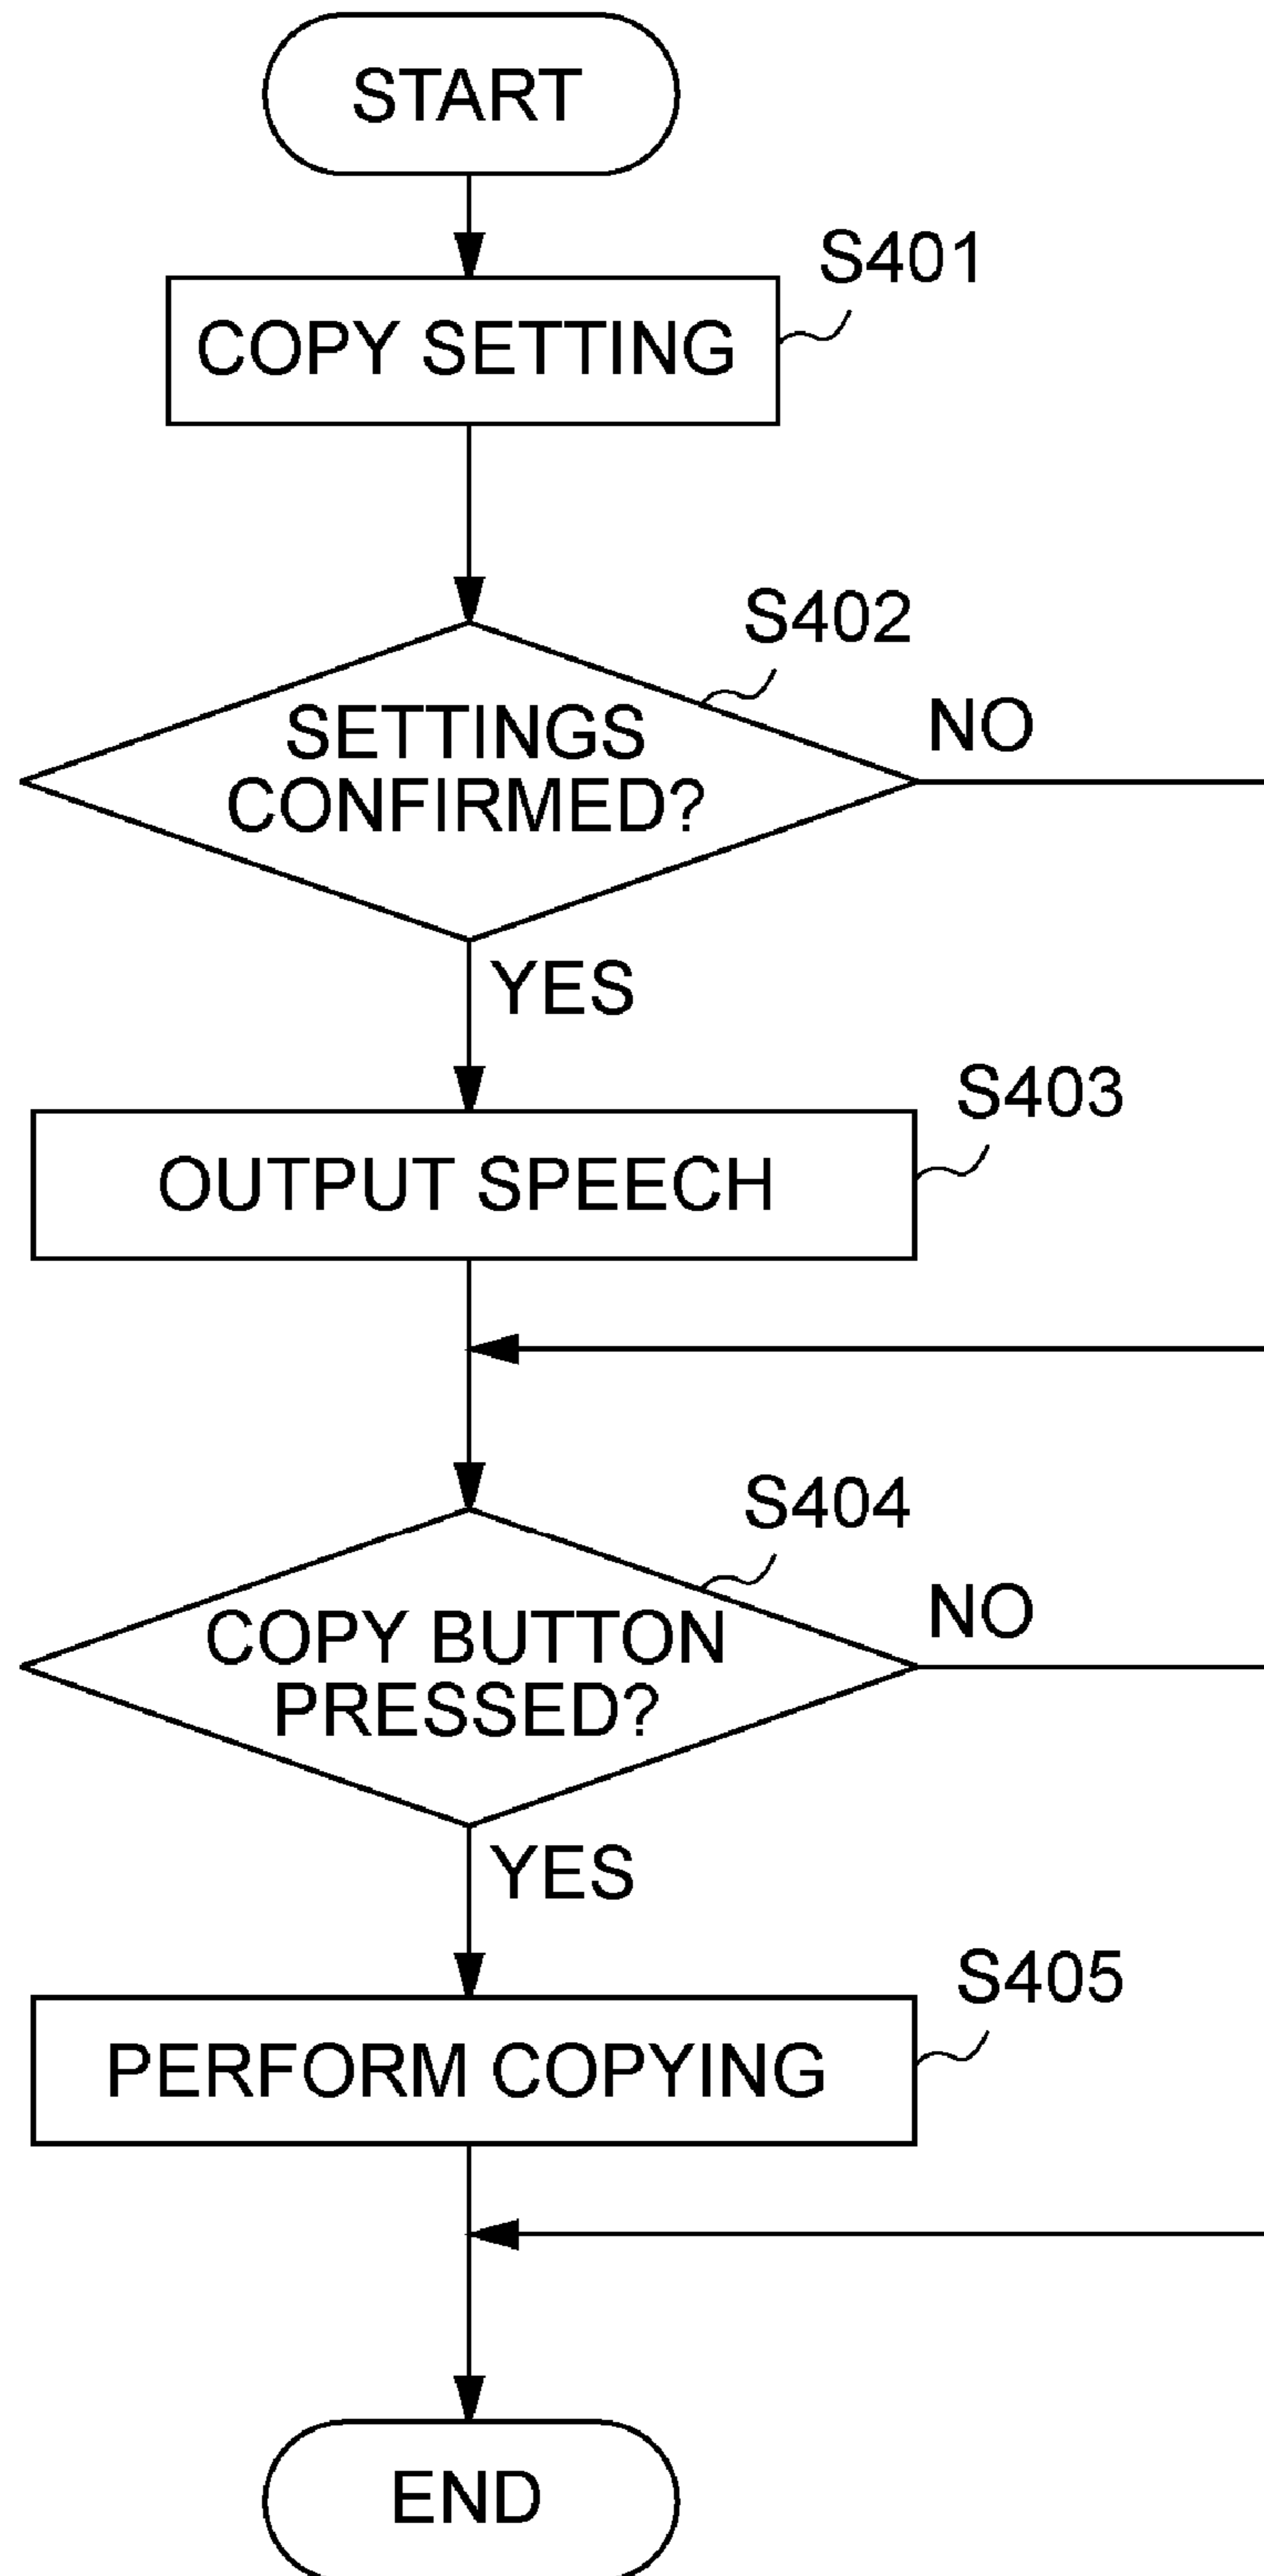 START
S401
COPY SETTING
S402
SETTINGS
CONFIRMED?
NO
YES
S403
OUTPUT SPEECH
S404
COPY BUTTON
PRESSED?
NO
YES
S405
PERFORM COPYING
END